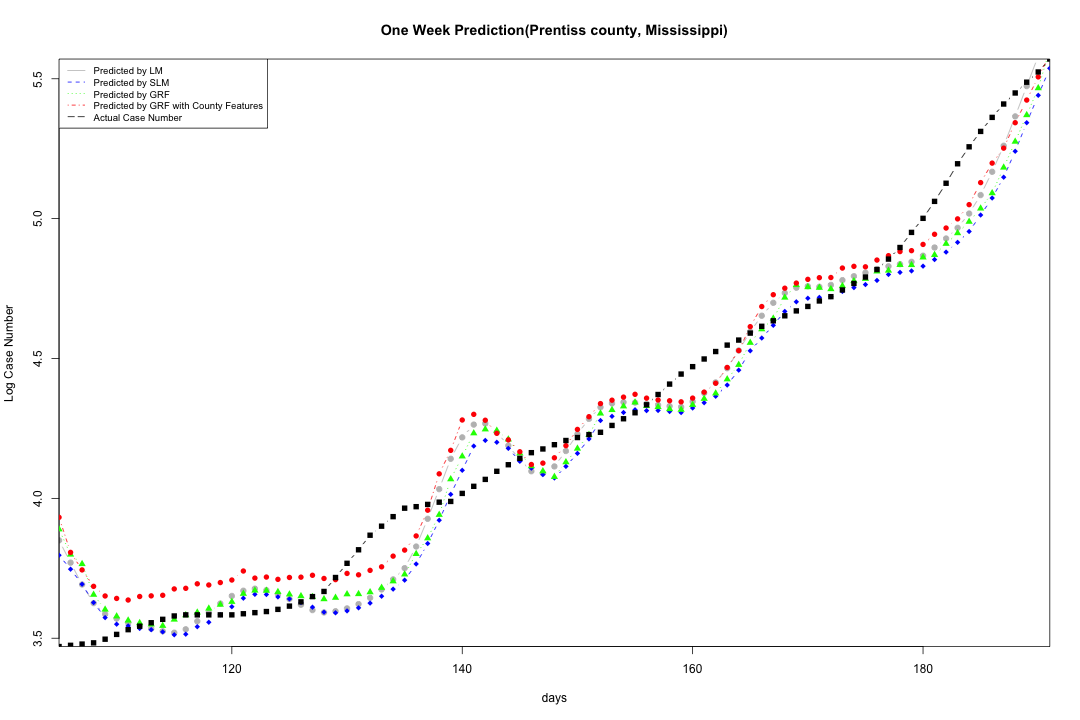 One Week Prediction(Prentiss county, Mississippi)
Predicted by LM
Predicted by SLM
Predicted by GRF
Predicted by GRF with County Features
Actual Case Number
Log Case Number
5.5
5.0
4.5
4.0
3.5
120 140 160 180
days